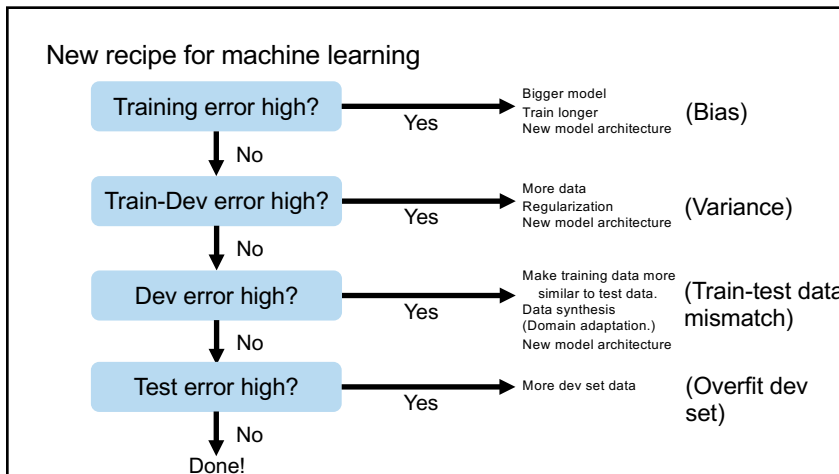 New recipe for machine learning
Training error high?
Yes
Bigger model
Train longer
New model architecture
(Bias)
No
Train-Dev error high?
Yes
More data
Regularization
New model architecture
(Variance)
No
Dev error high?
Yes
Make training data more
similar to test data.
Data synthesis
(Domain adaptation.)
New model architecture
(Train-test data
mismatch)
No
Test error high?
Yes
More dev set data
(Overfit dev
set)
No
Done!